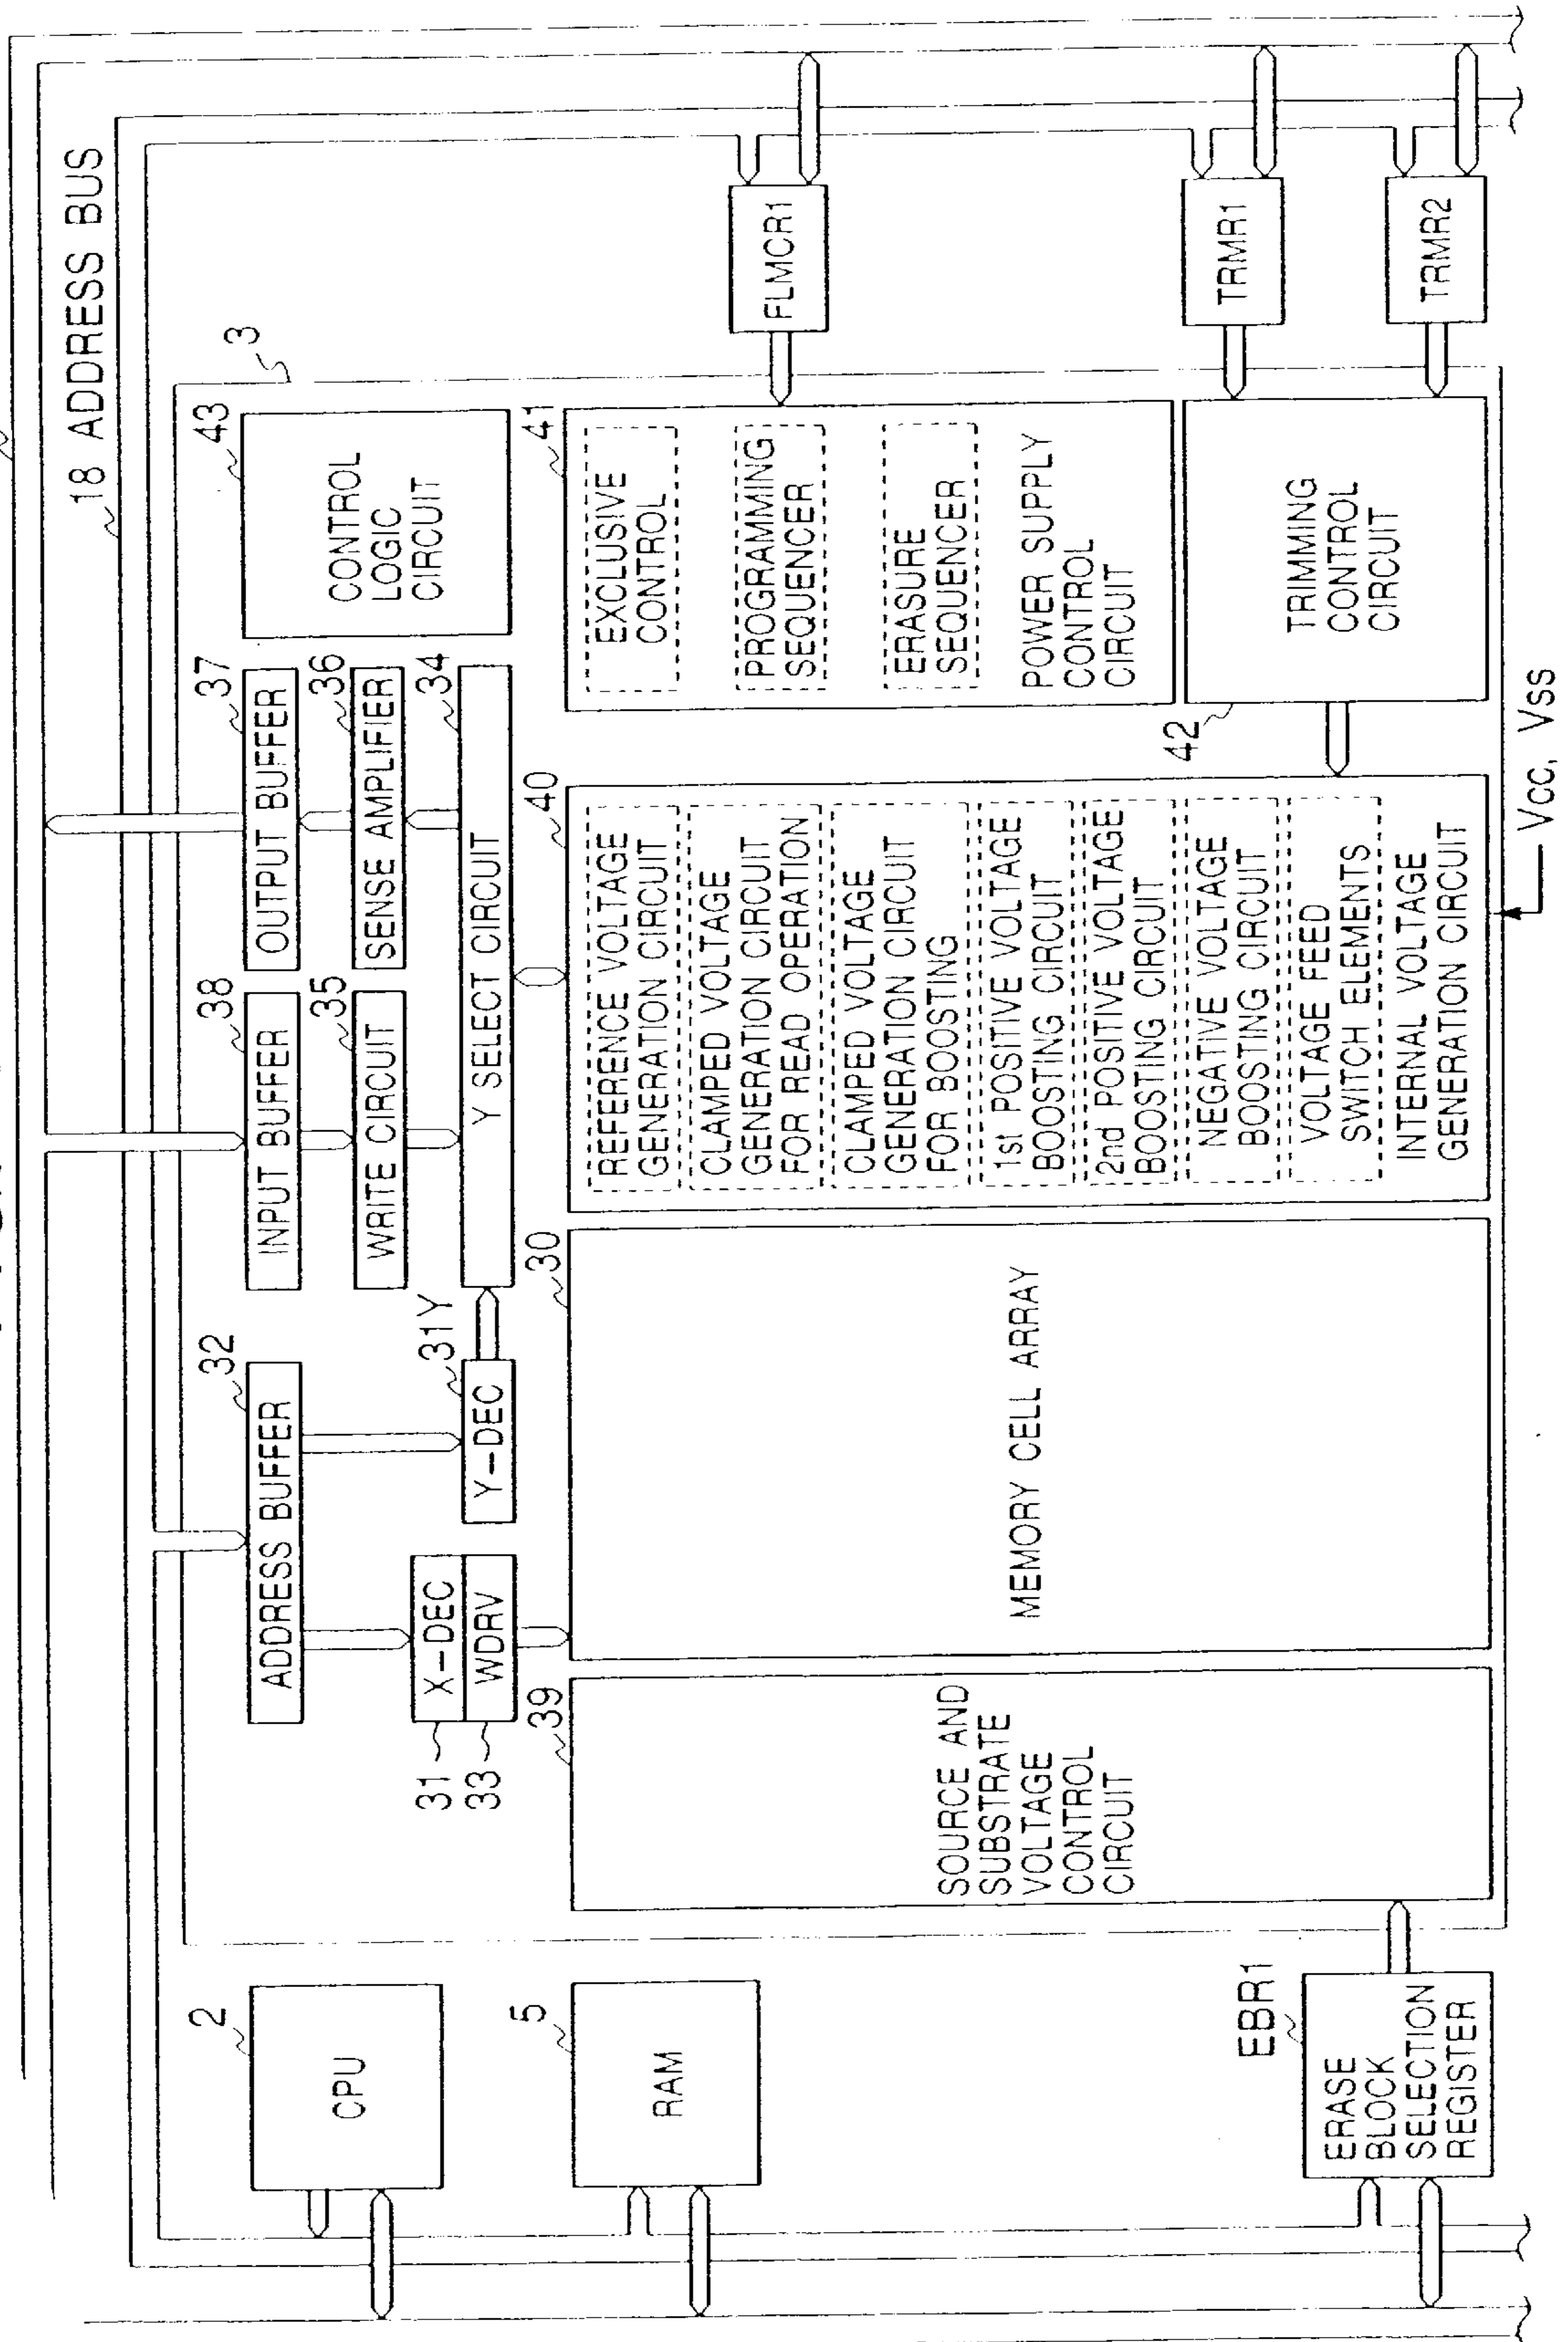 18 ADDRESS BUS
2
CPU
5
RAM
EBR1
ERASE
BLOCK
SELECTION
REGISTER
32
ADDRESS BUFFER
31
X-DEC
33
WDRV
31Y
Y-DEC
38
INPUT BUFFER
35
WRITE CIRCUIT
37
OUTPUT BUFFER
36
SENSE AMPLIFIER
34
Y SELECT CIRCUIT
43
CONTROL
LOGIC
CIRCUIT
3
39
SOURCE AND
SUBSTRATE
VOLTAGE
CONTROL
CIRCUIT
30
MEMORY CELL ARRAY
40
REFERENCE VOLTAGE
GENERATION CIRCUIT
CLAMPED VOLTAGE
GENERATION CIRCUIT
FOR READ OPERATION
CLAMPED VOLTAGE
GENERATION CIRCUIT
FOR BOOSTING
1st POSITIVE VOLTAGE
BOOSTING CIRCUIT
2nd POSITIVE VOLTAGE
BOOSTING CIRCUIT
NEGATIVE VOLTAGE
BOOSTING CIRCUIT
VOLTAGE FEED
SWITCH ELEMENTS
INTERNAL VOLTAGE
GENERATION CIRCUIT
41
EXCLUSIVE
CONTROL
PROGRAMMING
SEQUENCER
ERASURE
SEQUENCER
POWER SUPPLY
CONTROL
CIRCUIT
42
TRIMMING
CONTROL
CIRCUIT
FLMCR1
TRMR1
TRMR2
Vcc, Vss